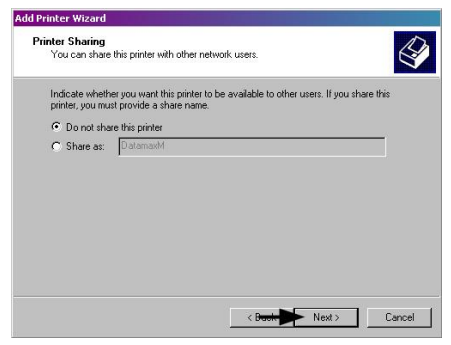 Add Printer Wizard
Printer Sharing
You can share this printer with other network users.
Indicate whether you want this printer to be available to other users. If you share this
printer, you must provide a share name.
Do not share this printer
Share as: DatamaxM
< Back Next > Cancel